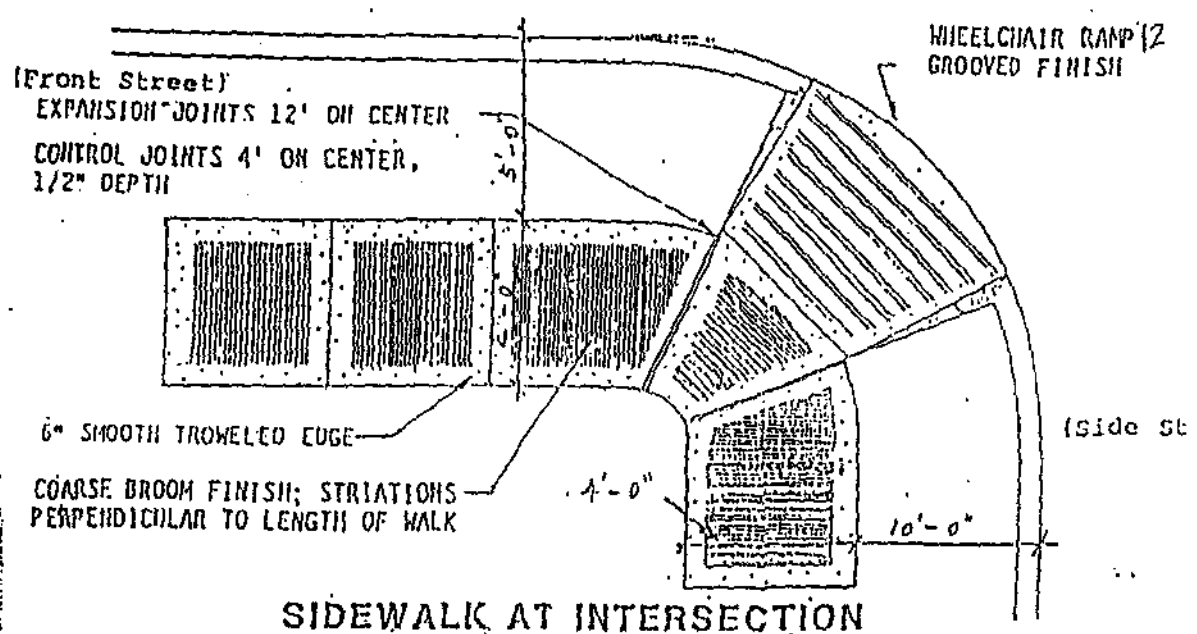 WHEELCHAIR RAMP (2
GROOVED FINISH
(Front Street)
EXPANSION JOINTS 12' ON CENTER
CONTROL JOINTS 4' ON CENTER,
1/2" DEPTH
5'-0"
6" SMOOTH TROWELED EDGE
COARSE BROOM FINISH; STRIATIONS
PERPENDICULAR TO LENGTH OF WALK
4'-0"
10'-0"
(Side St
SIDEWALK AT INTERSECTION